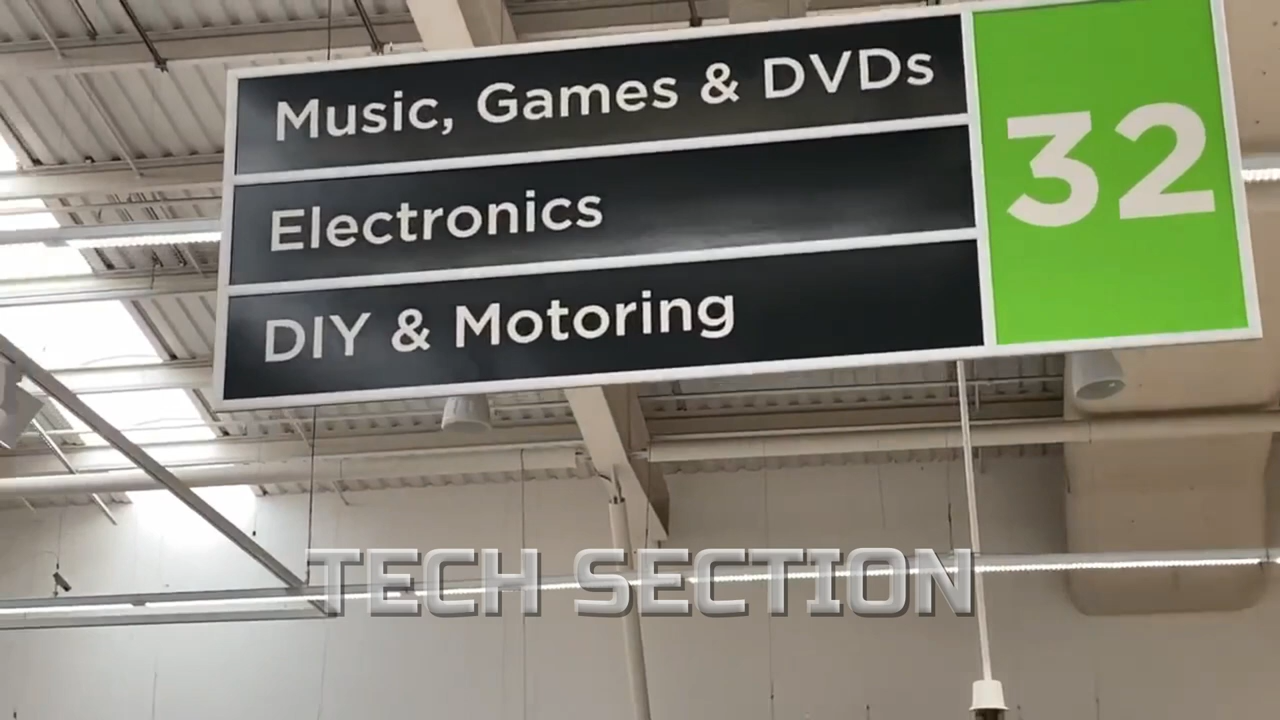 Music, Games & DVDs
32
Electronics
DIY & Motoring
TECH SECTION